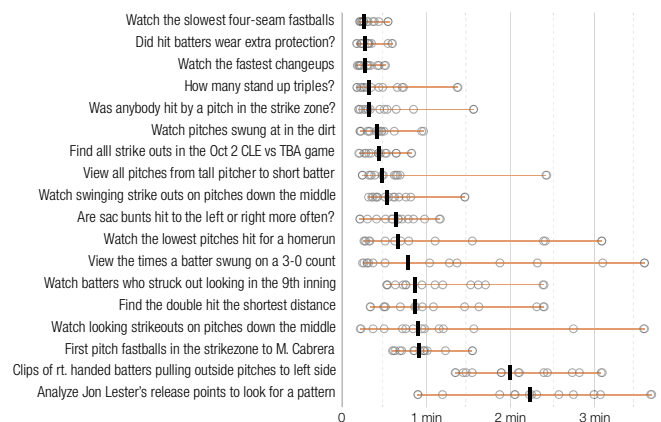 Watch the slowest four-seam fastballs
Did hit batters wear extra protection?
Watch the fastest changeups
How many stand up triples?
Was anybody hit by a pitch in the strike zone?
Watch pitches swung at in the dirt
Find alll strike outs in the Oct 2 CLE vs TBA game
View all pitches from tall pitcher to short batter
Watch swinging strike outs on pitches down the middle
Are sac bunts hit to the left or right more often?
Watch the lowest pitches hit for a homerun
View the times a batter swung on a 3-0 count
Watch batters who struck out looking in the 9th inning
Find the double hit the shortest distance
Watch looking strikeouts on pitches down the middle
First pitch fastballs in the strikezone to M. Cabrera
Clips of rt. handed batters pulling outside pitches to left side
Analyze Jon Lester's release points to look for a pattern
0 1 min 2 min 3 min